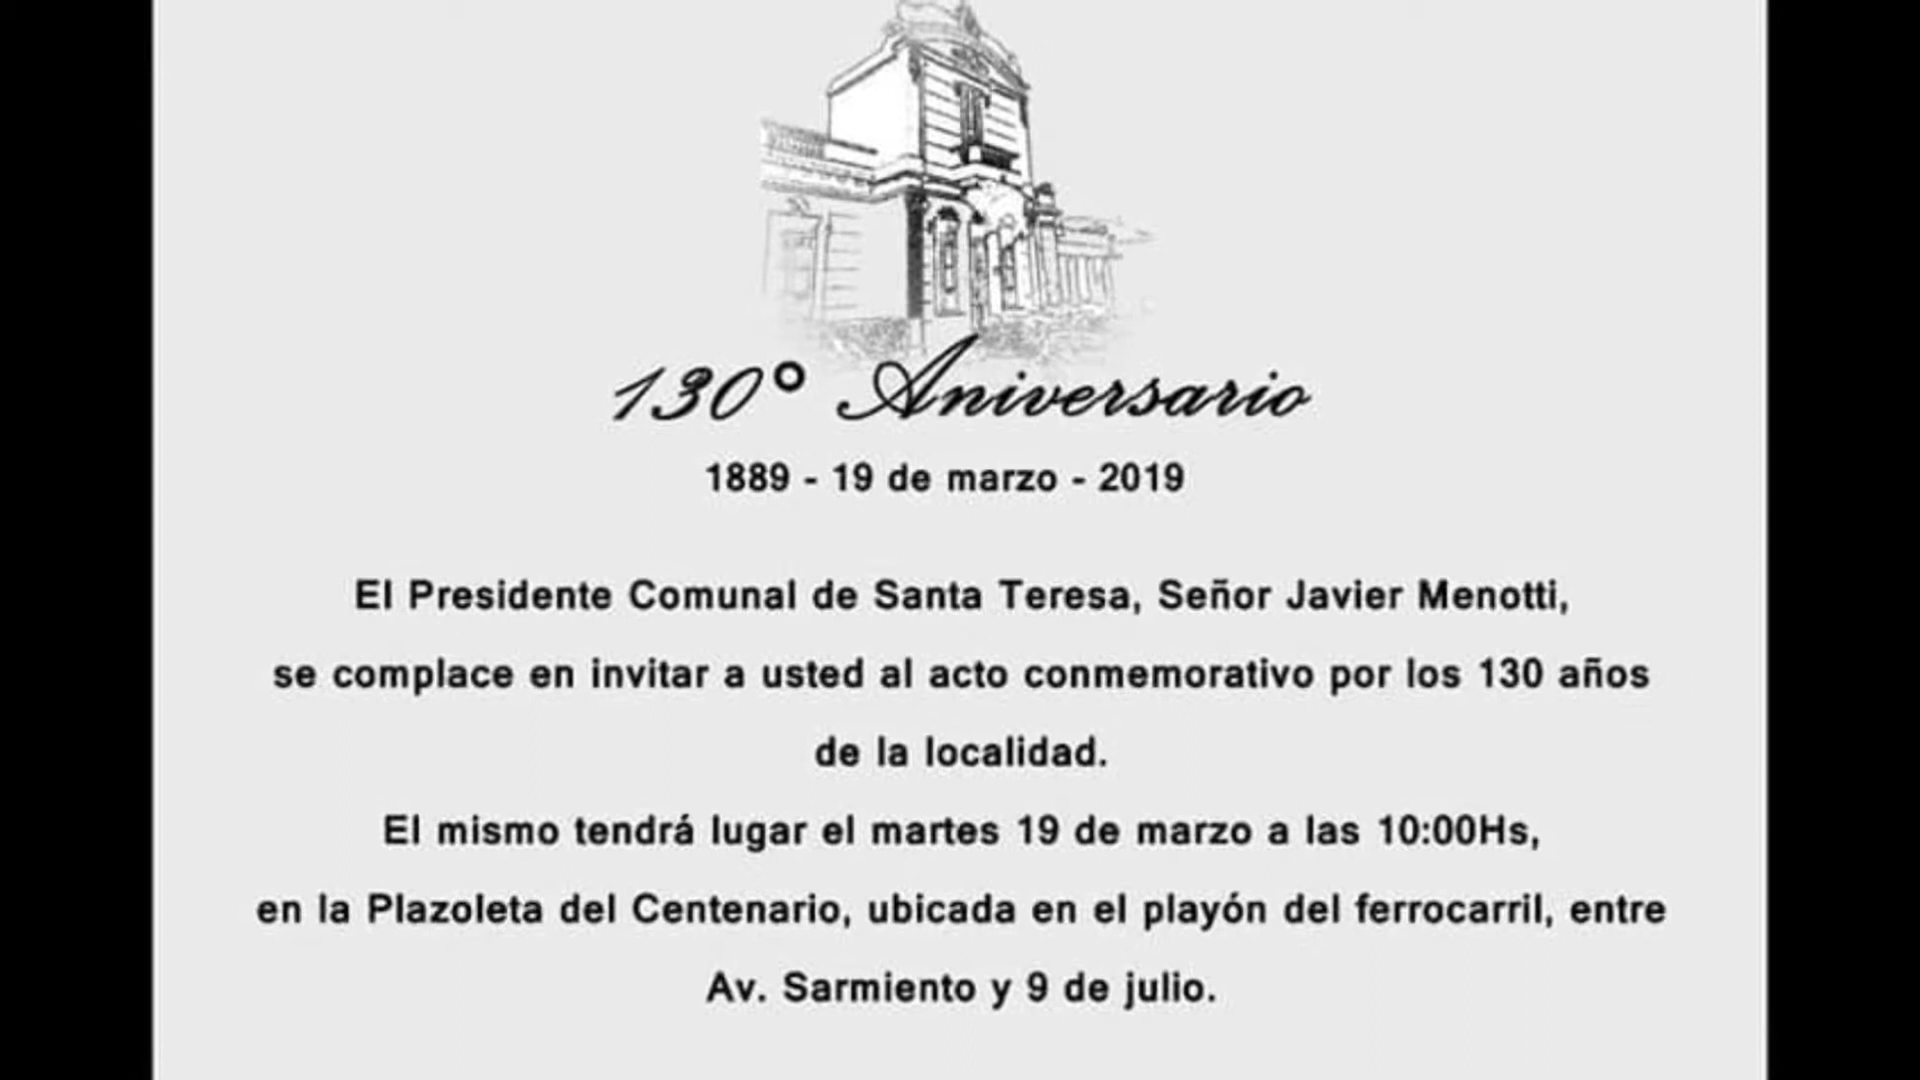 130° Aniversario
1889 - 19 de marzo - 2019
El Presidente Comunal de Santa Teresa, Señor Javier Menotti,
se complace en invitar a usted al acto conmemorativo por los 130 años
de la localidad.
El mismo tendrá lugar el martes 19 de marzo a las 10:00Hs,
en la Plazoleta del Centenario, ubicada en el playón del ferrocarril, entre
Av. Sarmiento y 9 de julio.